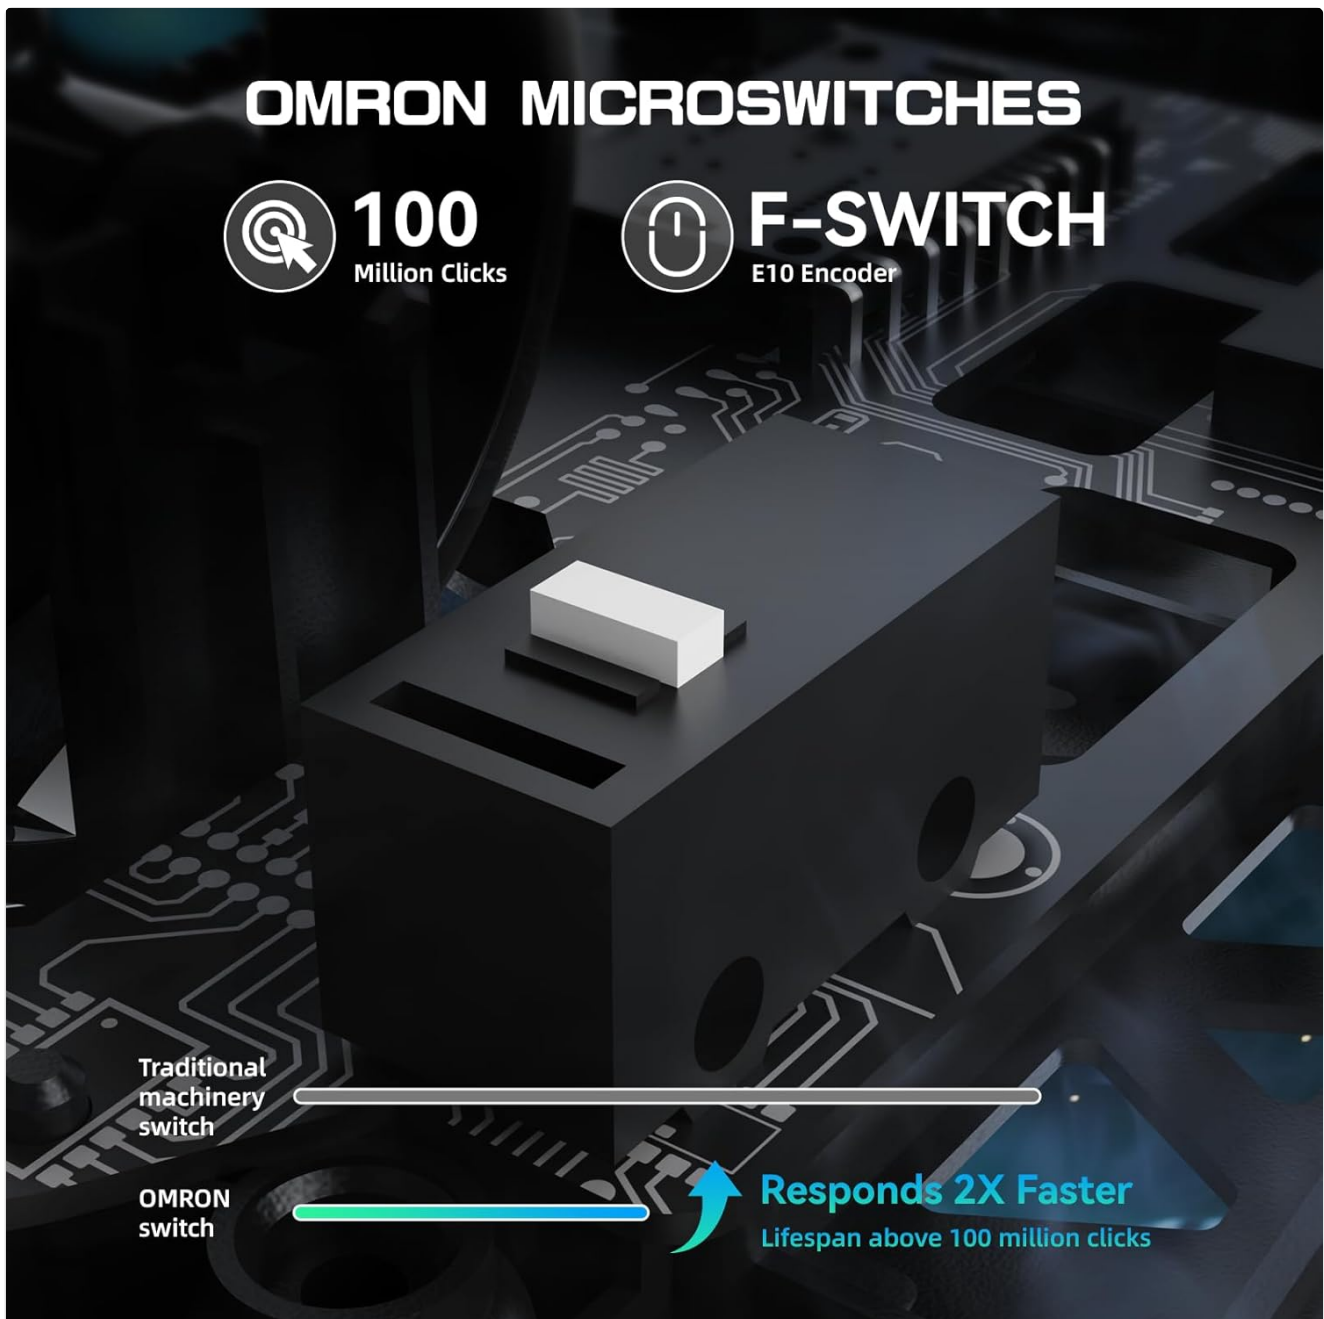 OMRON MICROSWITCHES
100
Million Clicks
F-SWITCH
E10 Encoder
Traditional
machinery
switch
OMRON
switch
Responds 2X Faster
Lifespan above 100 million clicks